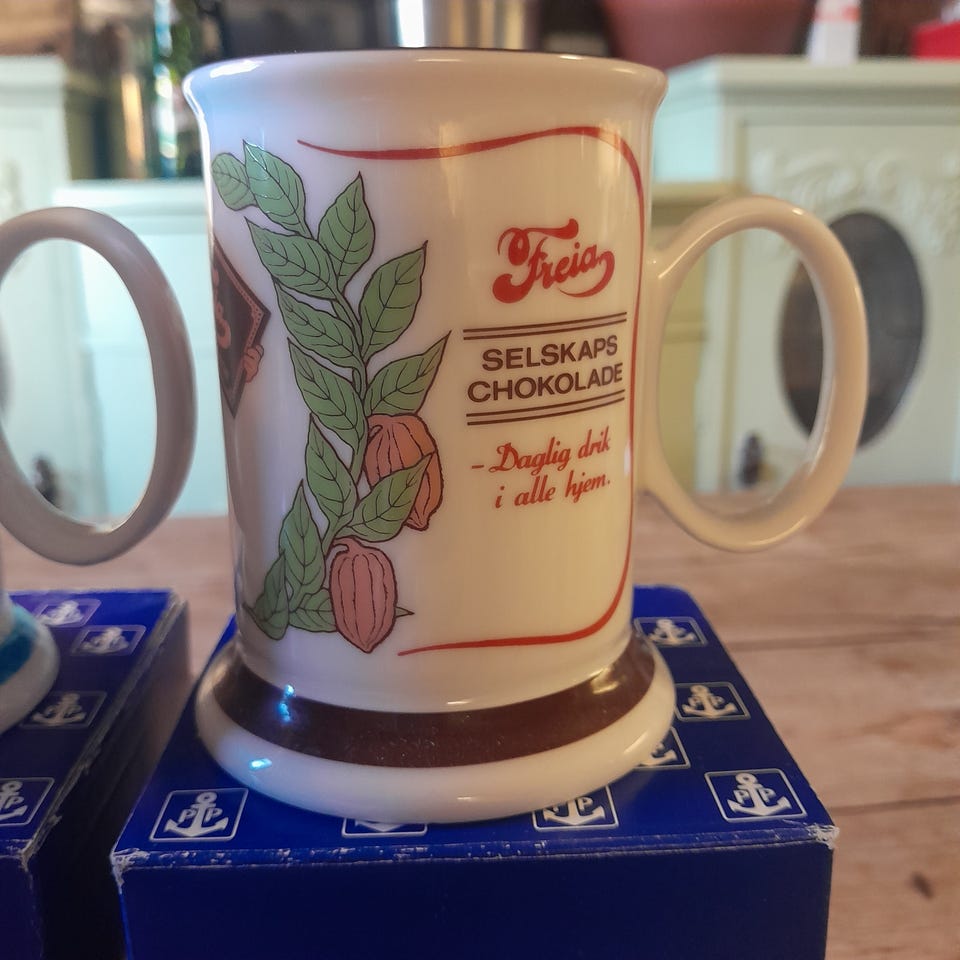 Freia
SELSKAPS
CHOKOLADE
- Daglig drik
i alle hjem.
P P
P P
P P
P P